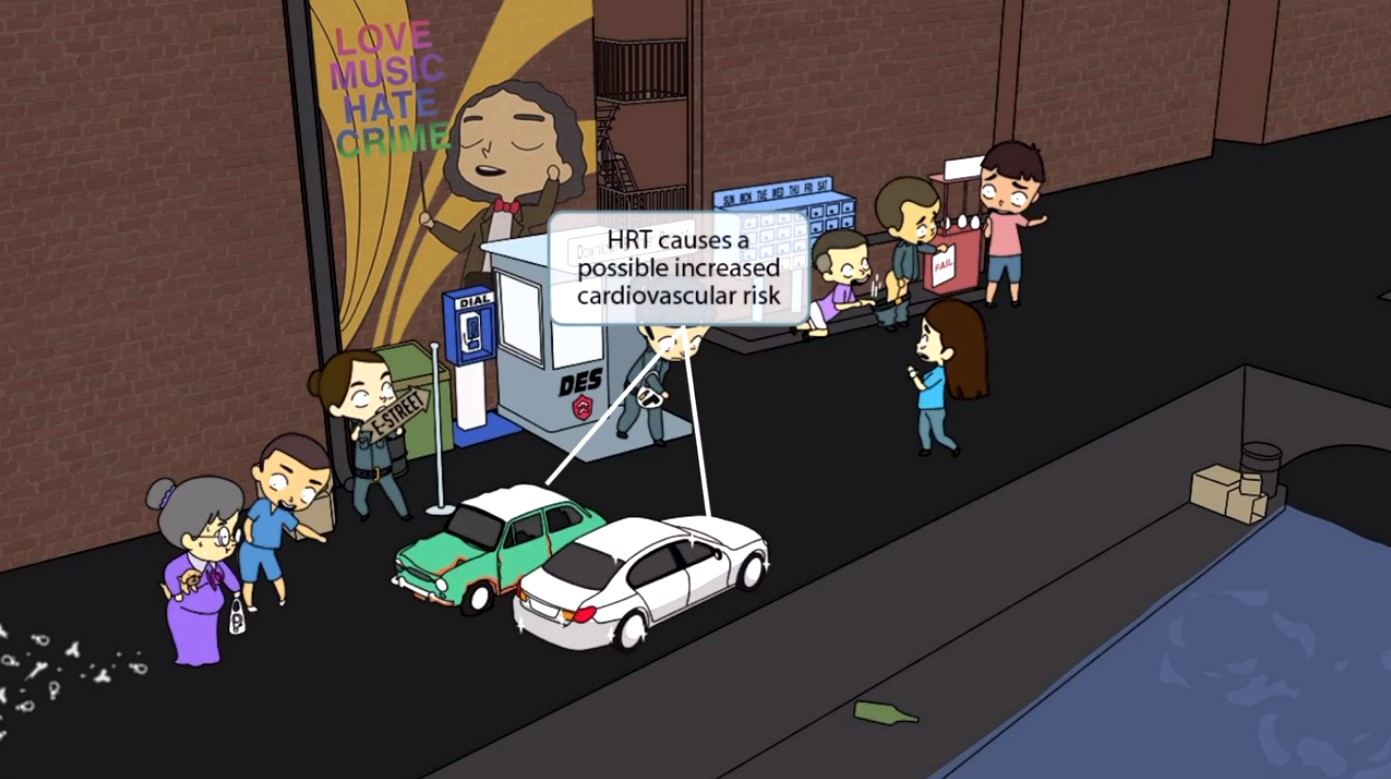 LOVE
MUSIC
HATE
CRIME
SUN MON TUE WED THU FRI SAT
HRT causes a
possible increased
cardiovascular risk
DIAL
FAIL
DES
E-STREET